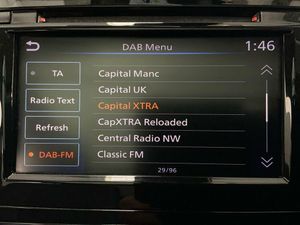 DAB Menu
1:46
TA
Radio Text
Refresh
DAB-FM
Capital Manc
Capital UK
Capital XTRA
CapXTRA Reloaded
Central Radio NW
Classic FM
29/96